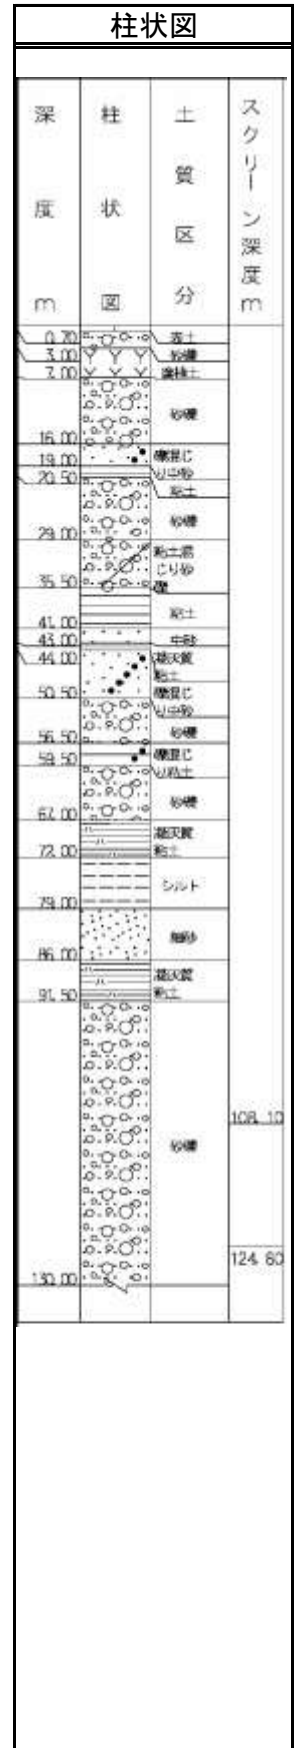 柱状図
深度m
柱状図
土質区分
スクリーン深度m
0.70 表土
3.00 砂礫
7.00 腐植土
16.00 砂礫
19.00 礫混じり中砂
20.50 粘土
29.00 砂礫
35.50 粘土混じり砂礫
41.00 粘土
43.00 中砂
44.00 凝灰質粘土
50.50 礫混じり中砂
56.50 砂礫
59.50 礫混じり粘土
67.00 砂礫
72.00 凝灰質粘土
79.00 シルト
86.00 細砂
91.50 凝灰質粘土
108.10
砂礫
124.60
130.00